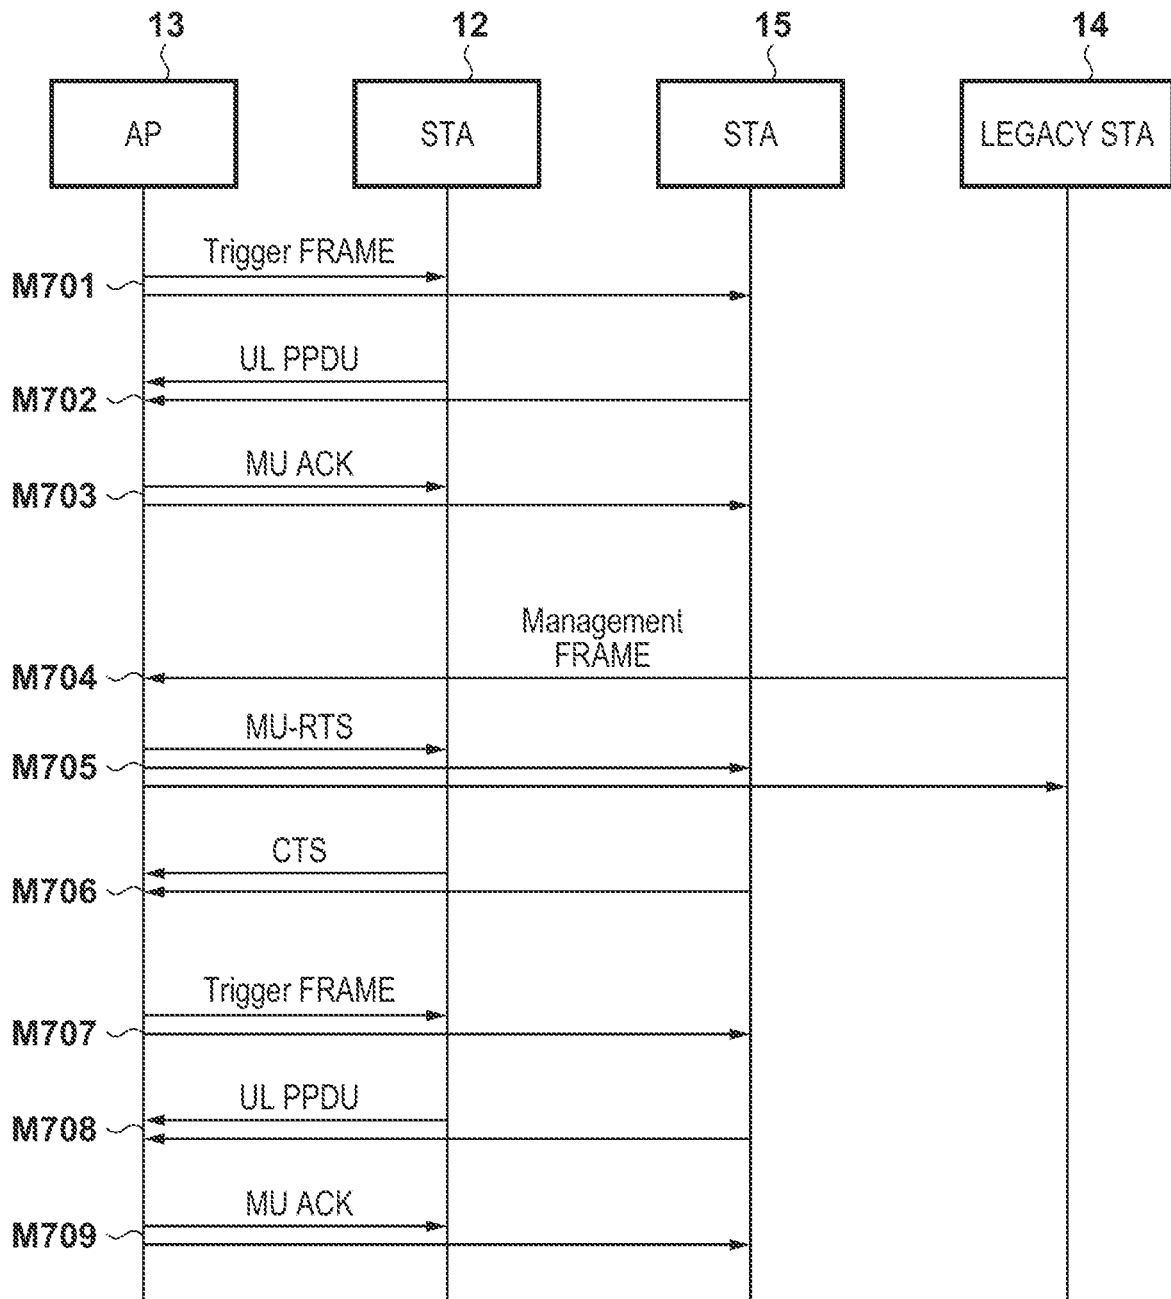 13
12
15
14
AP
STA
STA
LEGACY STA
Trigger FRAME
M701
UL PPDU
M702
MU ACK
M703
Management
FRAME
M704
MU-RTS
M705
CTS
M706
Trigger FRAME
M707
UL PPDU
M708
MU ACK
M709